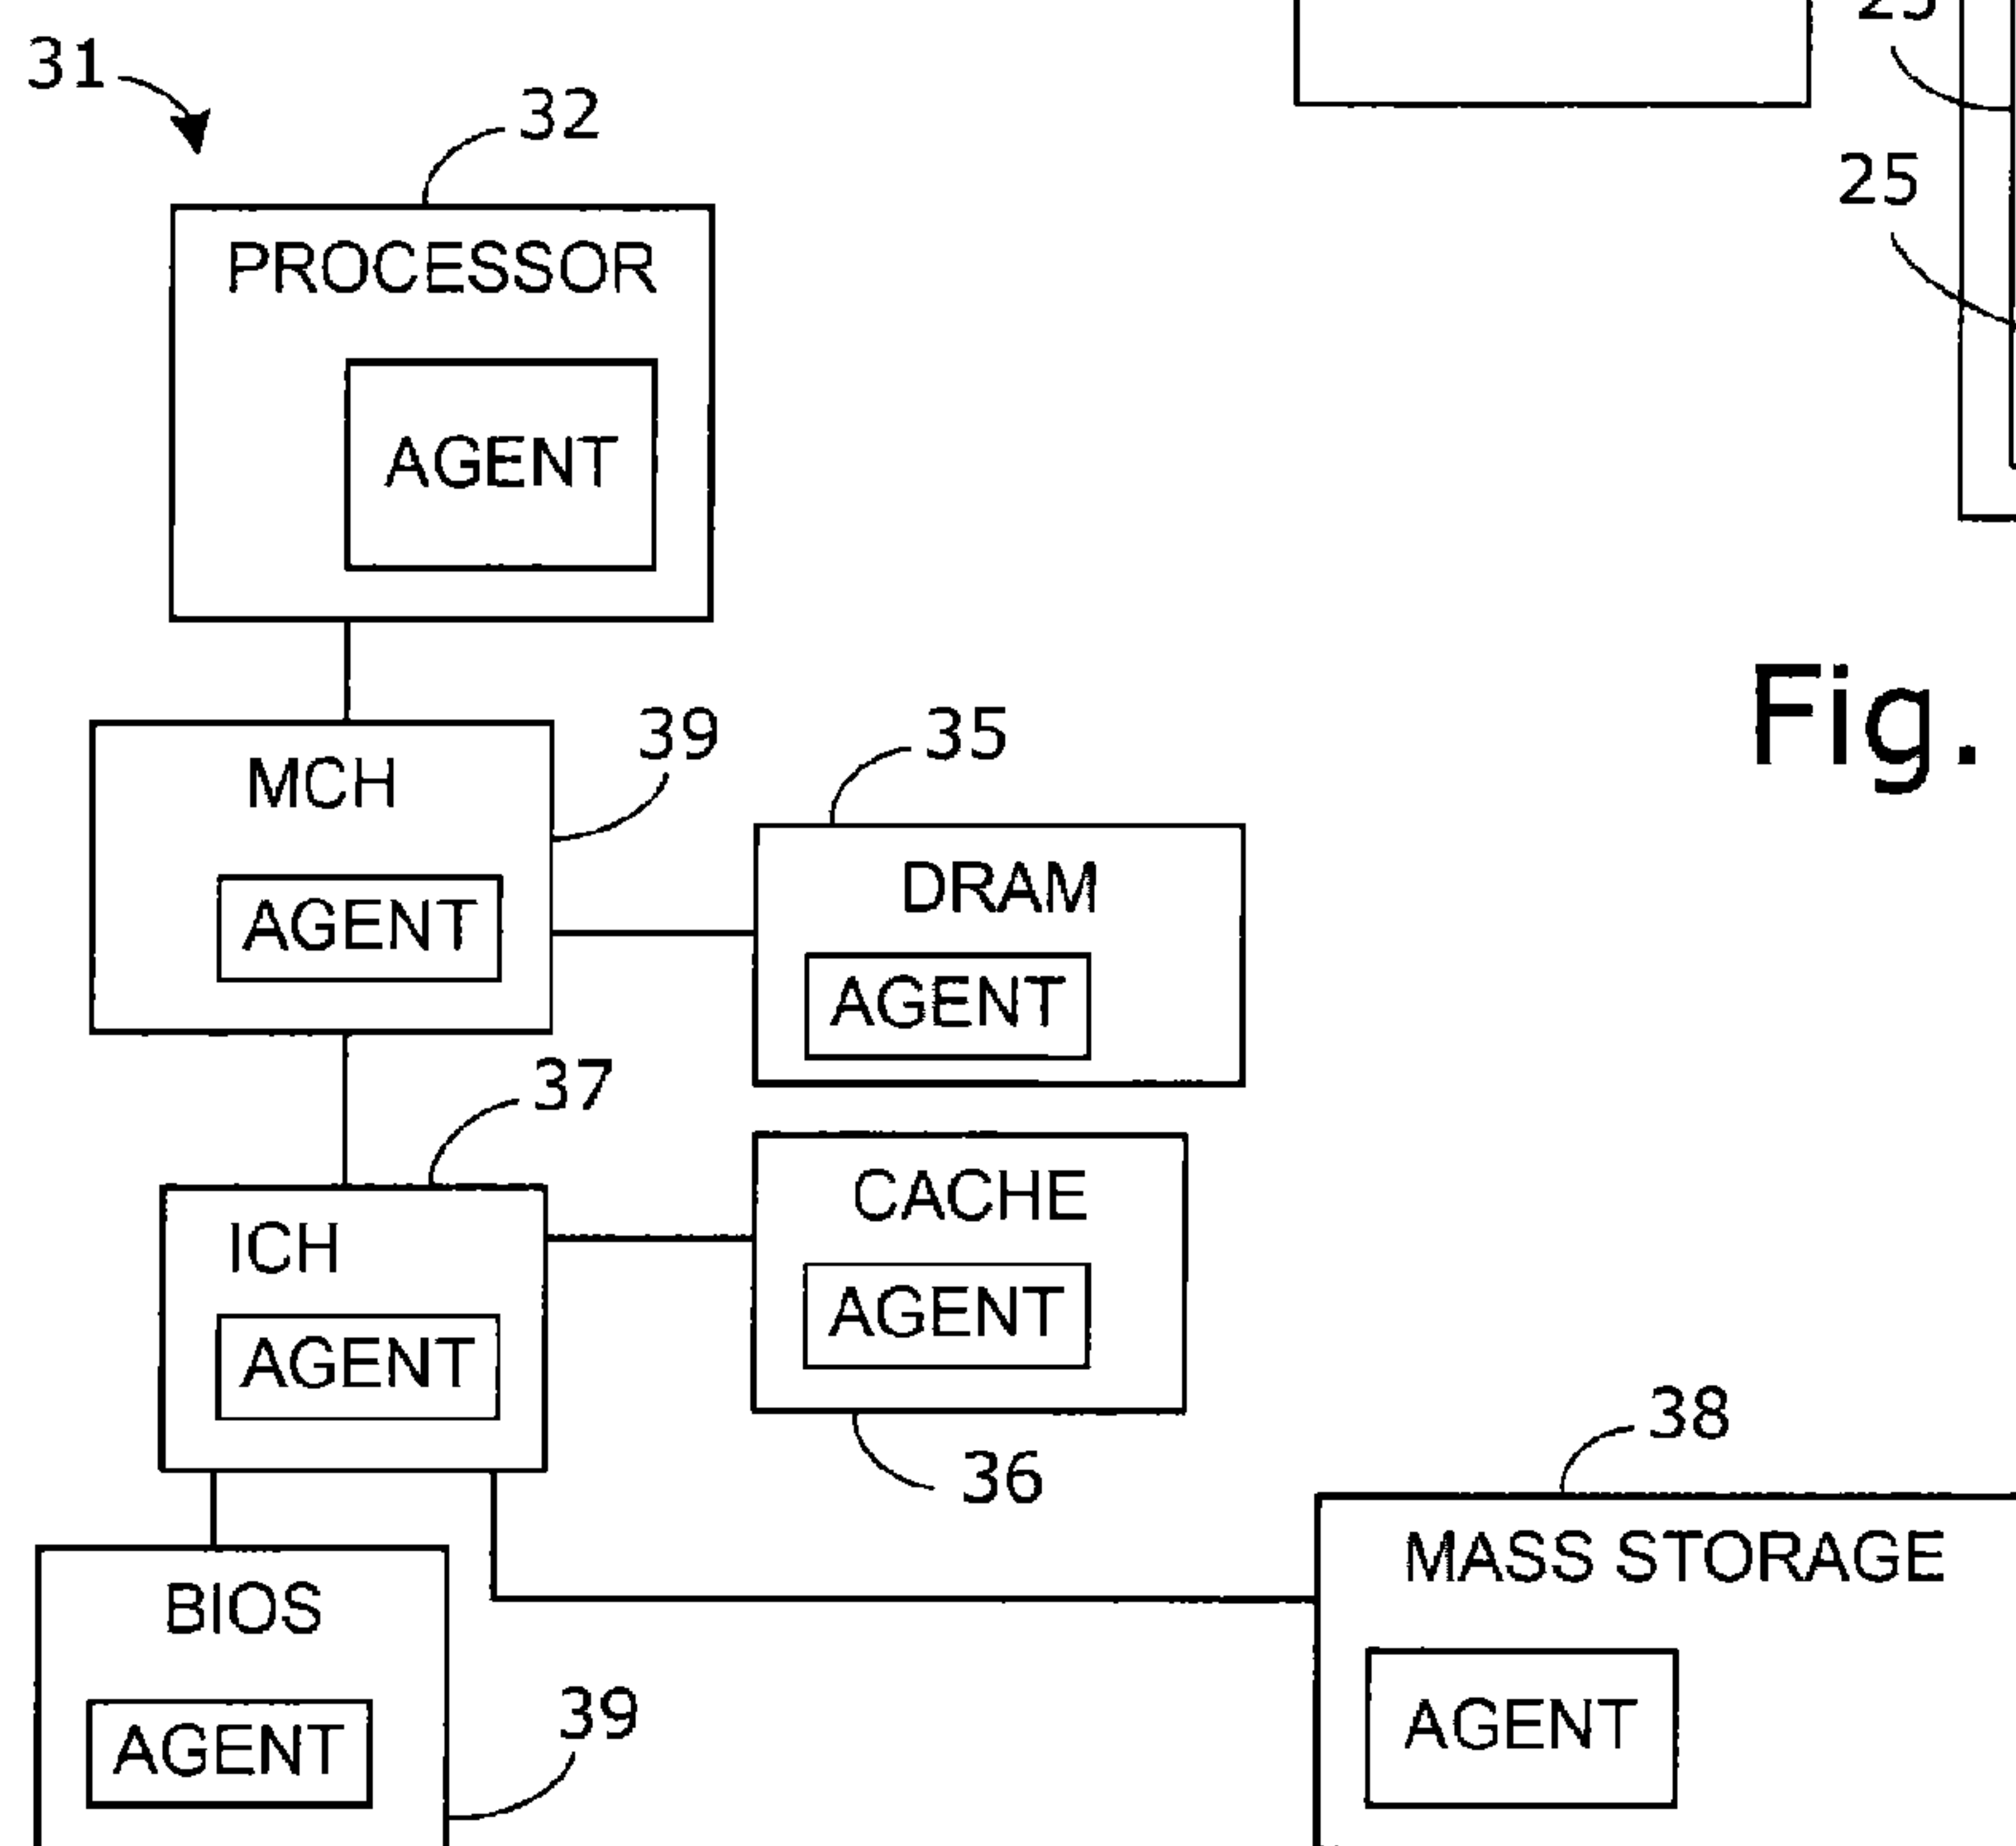 31
32
PROCESSOR
AGENT
25
Fig.
39
MCH
AGENT
35
DRAM
AGENT
37
ICH
AGENT
CACHE
AGENT
36
38
MASS STORAGE
AGENT
BIOS
AGENT
39